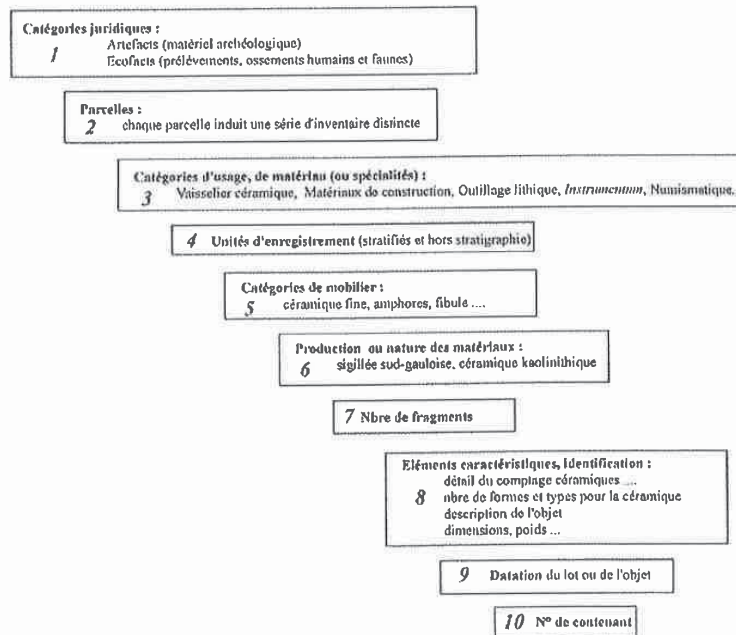 Catégories juridiques :
1 Artefacts (matériel archéologique)
Ecofacts (prélèvements, ossements humains et faunes)
Parcelles :
2 chaque parcelle induit une série d'inventaire distincte
Catégories d'usage, de matériau (ou spécialités) :
3 Vaisselier céramique, Matériaux de construction, Outillage lithique, Instrumentum, Numismatique.
4 Unités d'enregistrement (stratifiés et hors stratigraphie)
Catégories de mobilier :
5 céramique fine, amphores, fibule ....
Production ou nature des matériaux :
6 sigillée sud-gauloise, céramique kaolinithique
7 Nbre de fragments
Eléments caractéristiques, Identification :
détail du comptage céramiques ....
8 nbre de formes et types pour la céramique
description de l'objet
dimensions, poids ...
9 Datation du lot ou de l'objet
10 N° de contenant